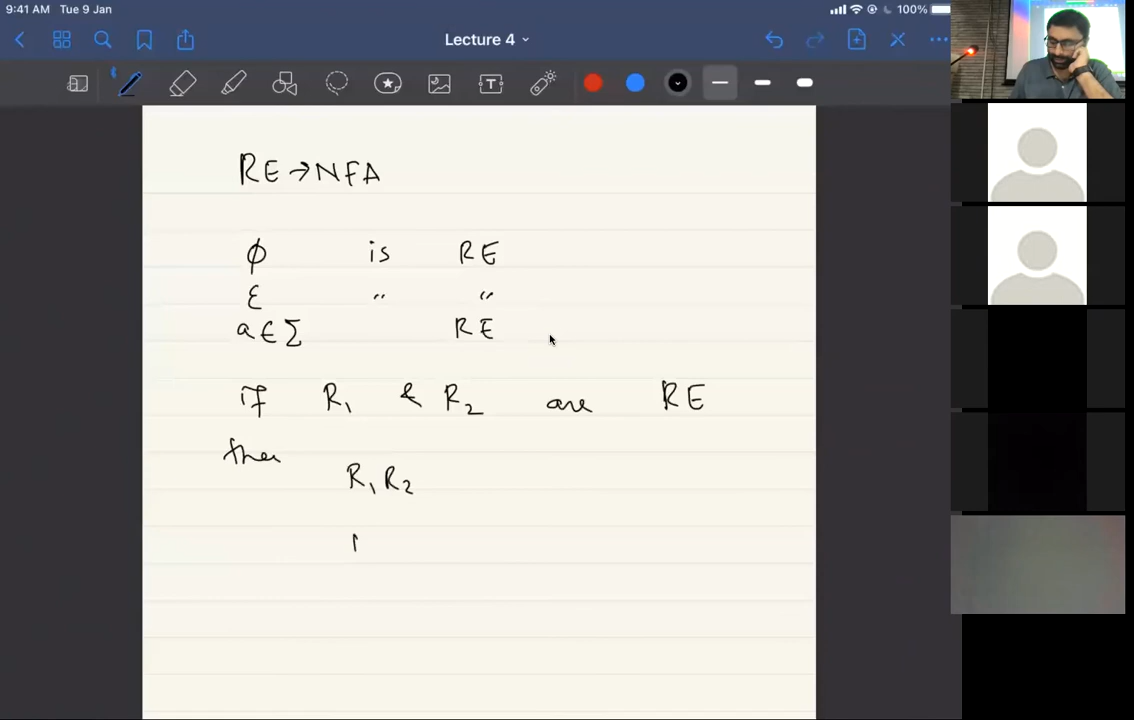 9:41 AM Tue 9 Jan 100%
Lecture 4
RE → NFA
ϕ is RE
ε " "
a ∈ Σ RE
if R₁ & R₂ are RE
then
R₁R₂